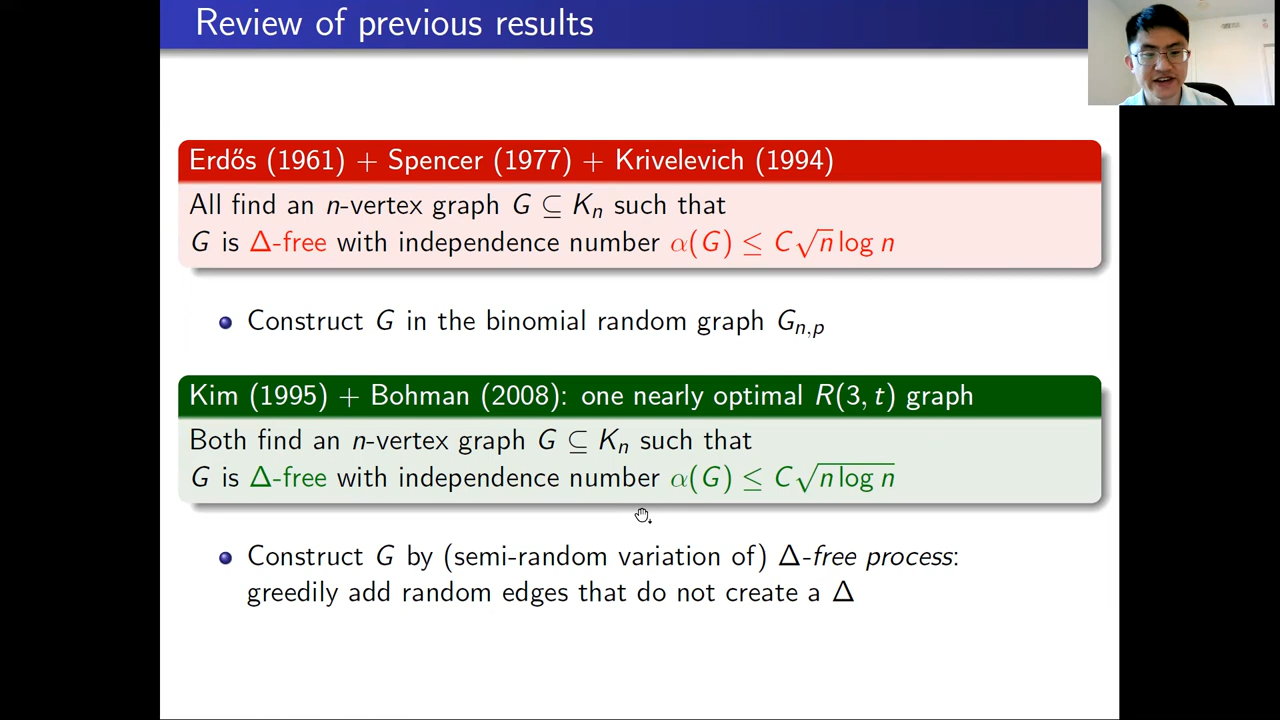 Review of previous results
Erdős (1961) + Spencer (1977) + Krivelevich (1994)
All find an n-vertex graph G ⊆ Kₙ such that
G is Δ-free with independence number α(G) ≤ C√n log n
Construct G in the binomial random graph Gₙ,ₚ
Kim (1995) + Bohman (2008): one nearly optimal R(3, t) graph
Both find an n-vertex graph G ⊆ Kₙ such that
G is Δ-free with independence number α(G) ≤ C√(n log n)
Construct G by (semi-random variation of) Δ-free process:
greedily add random edges that do not create a Δ